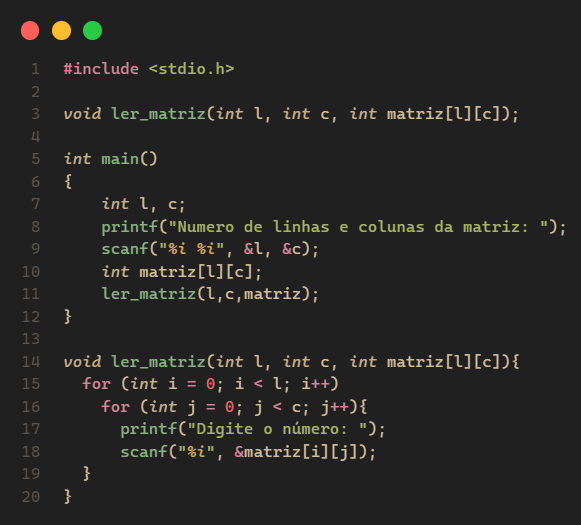 1 #include <stdio.h>
2
3 void ler_matriz(int l, int c, int matriz[l][c]);
4
5 int main()
6 {
7     int l, c;
8     printf("Numero de linhas e colunas da matriz: ");
9     scanf("%i %i", &l, &c);
10     int matriz[l][c];
11     ler_matriz(l,c,matriz);
12 }
13
14 void ler_matriz(int l, int c, int matriz[l][c]){
15   for (int i = 0; i < l; i++)
16     for (int j = 0; j < c; j++){
17       printf("Digite o número: ");
18       scanf("%i", &matriz[i][j]);
19   }
20 }